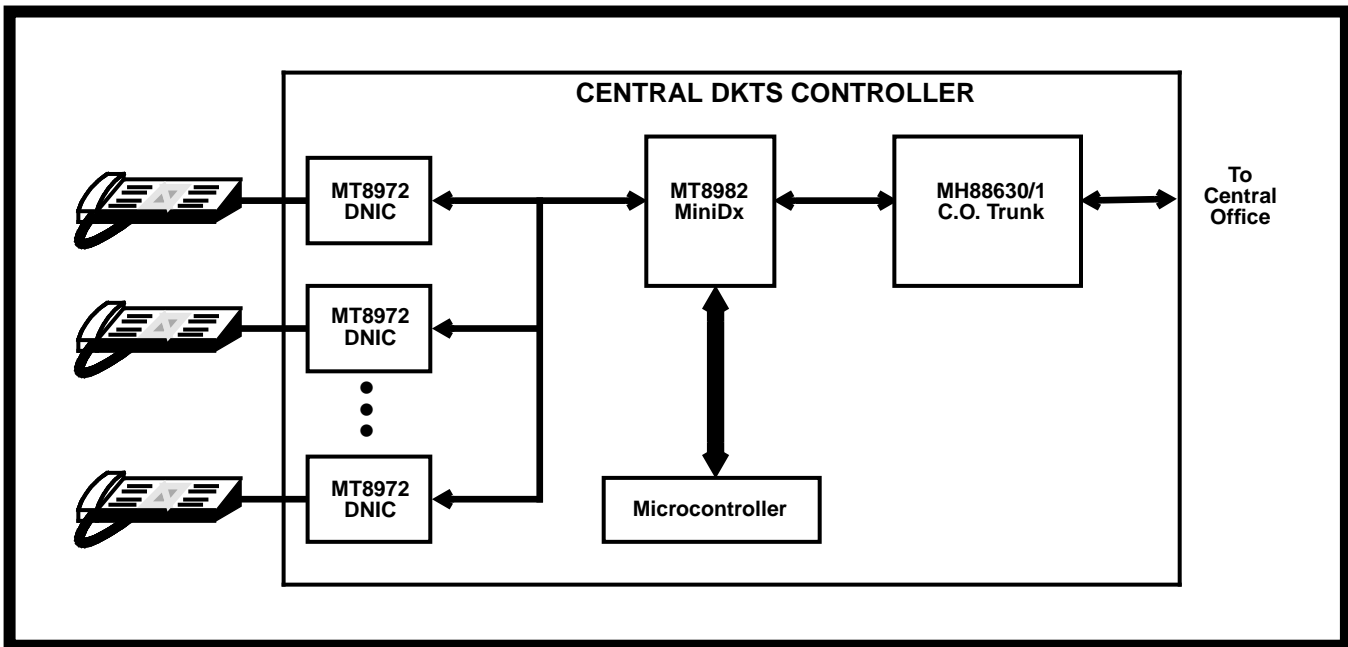 CENTRAL DKTS CONTROLLER
MT8972
DNIC
MT8982
MiniDx
MH88630/1
C.O. Trunk
To
Central
Office
MT8972
DNIC
MT8972
DNIC
Microcontroller